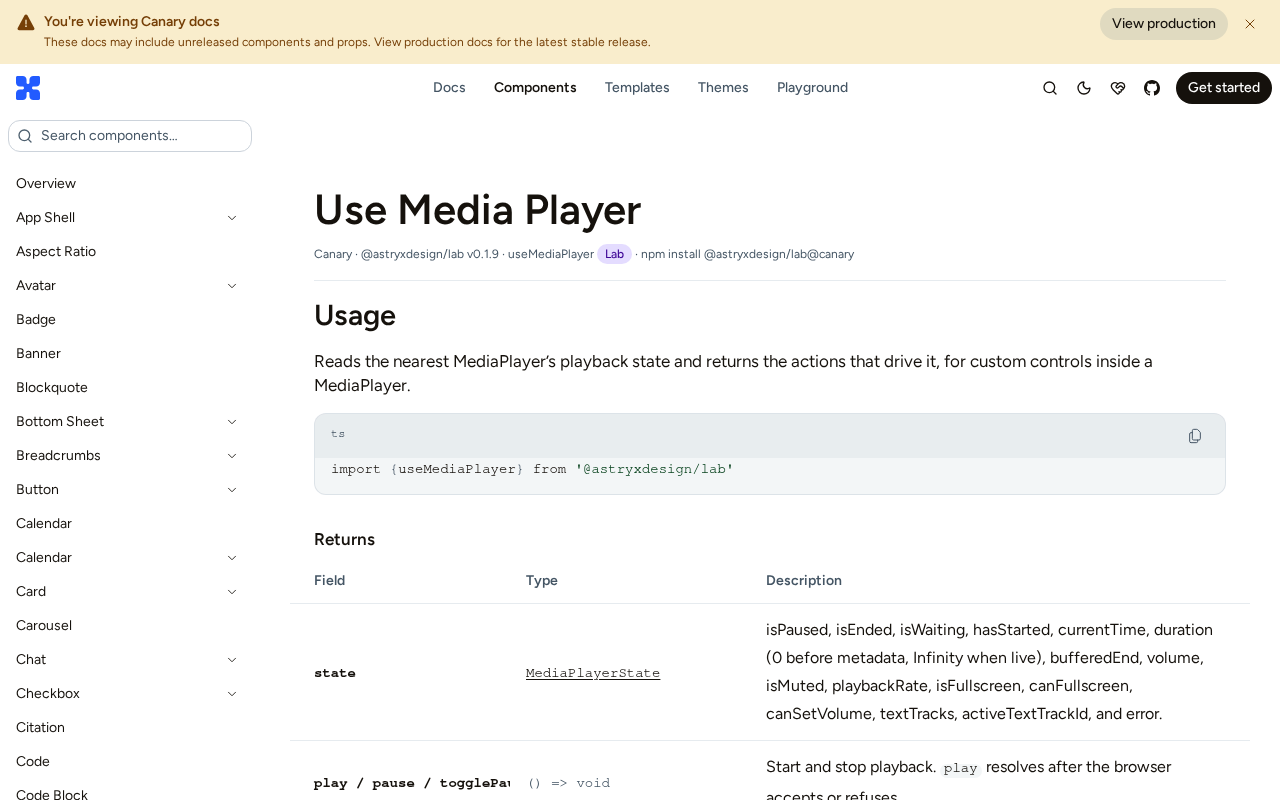 You're viewing Canary docs
These docs may include unreleased components and props. View production docs for the latest stable release.
View production
Docs
Components
Templates
Themes
Playground
Get started
Search components...
Overview
App Shell
Aspect Ratio
Avatar
Badge
Banner
Blockquote
Bottom Sheet
Breadcrumbs
Button
Calendar
Calendar
Card
Carousel
Chat
Checkbox
Citation
Code
Code Block
Use Media Player
Canary · @astryxdesign/lab v0.1.9 · useMediaPlayer Lab · npm install @astryxdesign/lab@canary
Usage
Reads the nearest MediaPlayer’s playback state and returns the actions that drive it, for custom controls inside a
MediaPlayer.
ts
import {useMediaPlayer} from '@astryxdesign/lab'
Returns
Field Type Description
state
MediaPlayerState
isPaused, isEnded, isWaiting, hasStarted, currentTime, duration
(0 before metadata, Infinity when live), bufferedEnd, volume,
isMuted, playbackRate, isFullscreen, canFullscreen,
canSetVolume, textTracks, activeTextTrackId, and error.
play / pause / togglePau
() => void
Start and stop playback. play resolves after the browser
accepts or refuses.